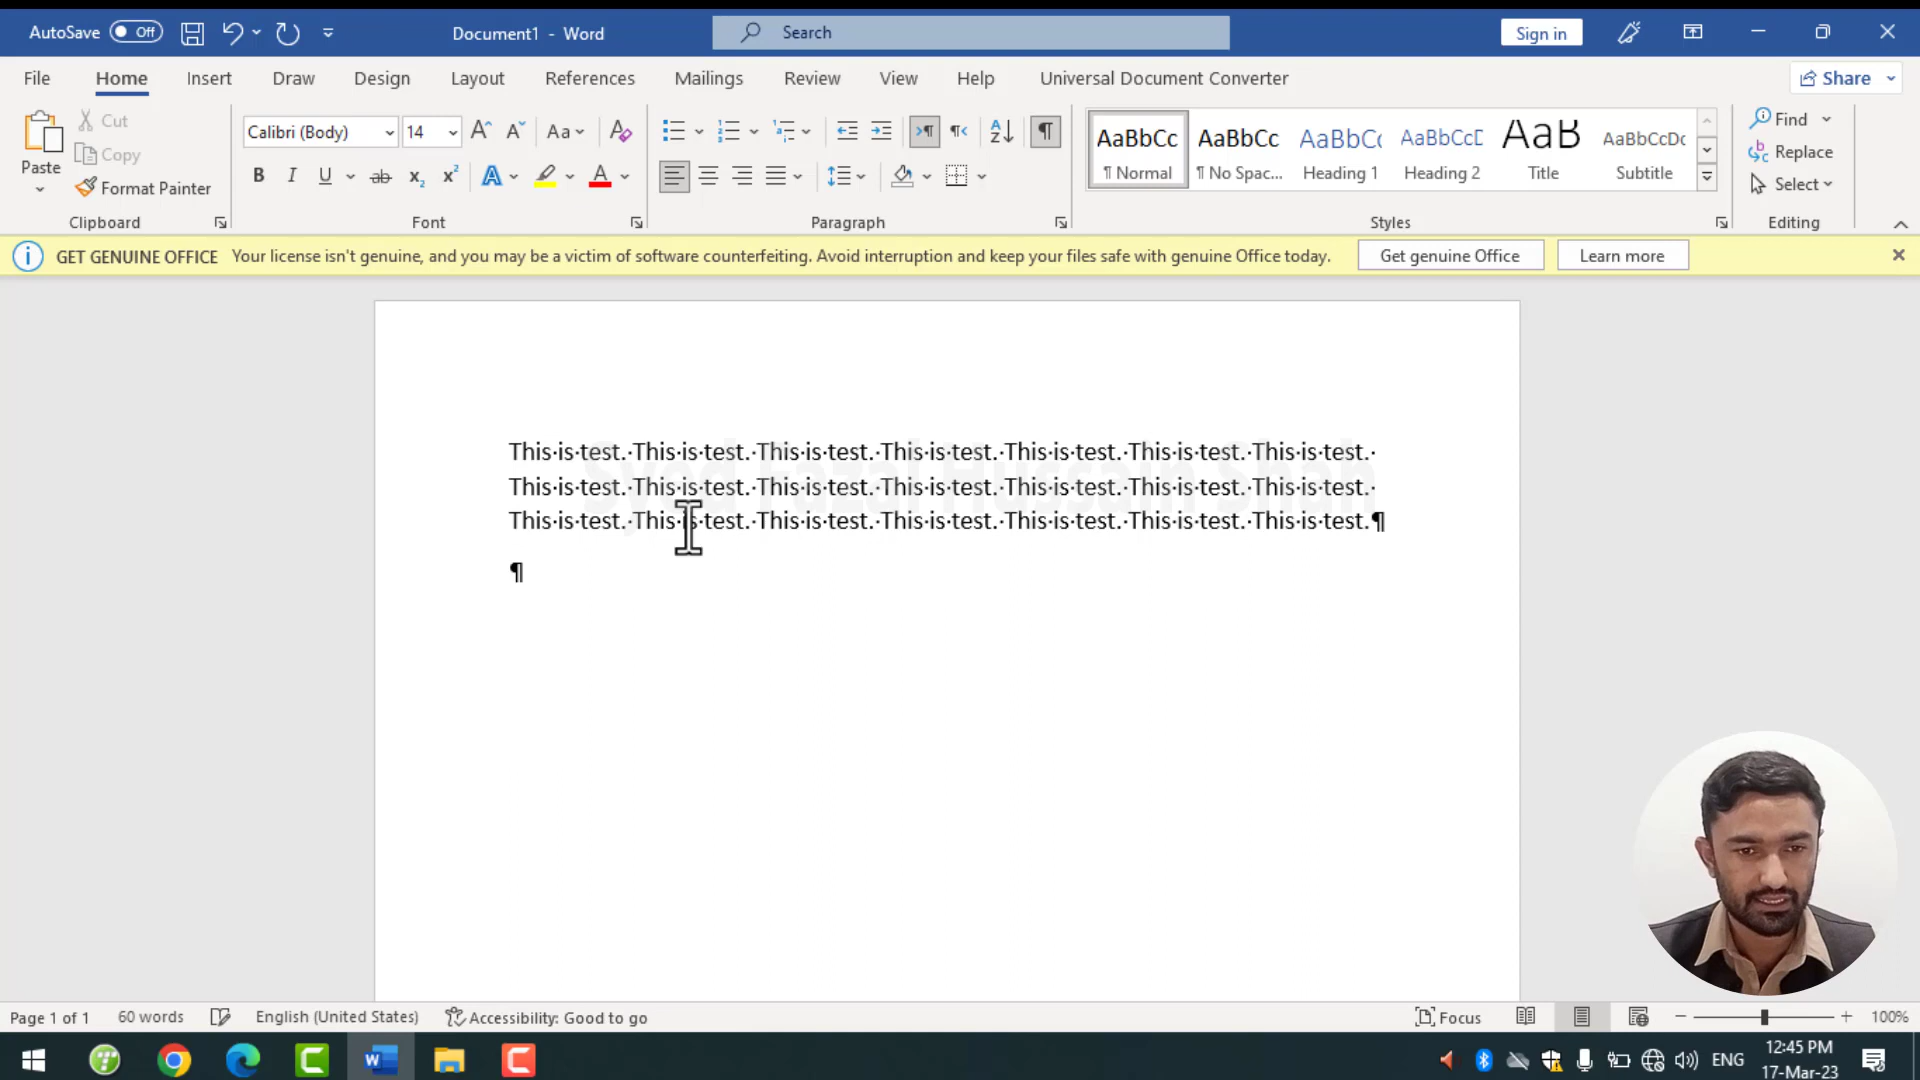 AutoSave Off Document1 - Word Search Sign in
File Home Insert Draw Design Layout References Mailings Review View Help Universal Document Converter Share
Paste
Cut
Copy
Format Painter
Clipboard
Calibri (Body) 14
Font
Paragraph
AaBbCc AaBbCc AaBbC AaBbCcD AaB AaBbCcDc
¶ Normal ¶ No Spac... Heading 1 Heading 2 Title Subtitle
Styles
Find
Replace
Select
Editing
GET GENUINE OFFICE Your license isn't genuine, and you may be a victim of software counterfeiting. Avoid interruption and keep your files safe with genuine Office today. Get genuine Office Learn more
This·is·test.·This·is·test.·This·is·test.·This·is·test.·This·is·test.·This·is·test.·This·is·test.·
Syed Fazal Hussain Shah
This·is·test.·This·is·test.·This·is·test.·This·is·test.·This·is·test.·This·is·test.·This·is·test.·
This·is·test.·This·is·test.·This·is·test.·This·is·test.·This·is·test.·This·is·test.·This·is·test.¶
¶
Page 1 of 1 60 words English (United States) Accessibility: Good to go Focus 100%
ENG 12:45 PM
17-Mar-23